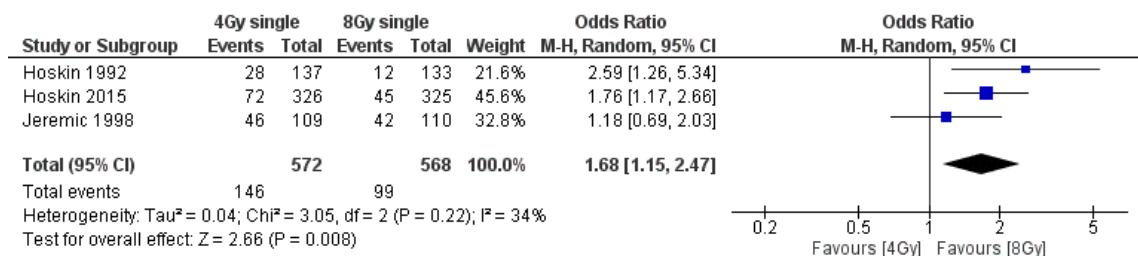 4Gy single 8Gy single Odds Ratio Odds Ratio
Study or Subgroup Events Total Events Total Weight M-H, Random, 95% CI M-H, Random, 95% CI
Hoskin 1992 28 137 12 133 21.6% 2.59 [1.26, 5.34]
Hoskin 2015 72 326 45 325 45.6% 1.76 [1.17, 2.66]
Jeremic 1998 46 109 42 110 32.8% 1.18 [0.69, 2.03]
Total (95% CI) 572 568 100.0% 1.68 [1.15, 2.47]
Total events 146 99
Heterogeneity: Tau² = 0.04; Chi² = 3.05, df = 2 (P = 0.22); I² = 34%
Test for overall effect: Z = 2.66 (P = 0.008)
0.2 0.5 1 2 5
Favours [4Gy] Favours [8Gy]